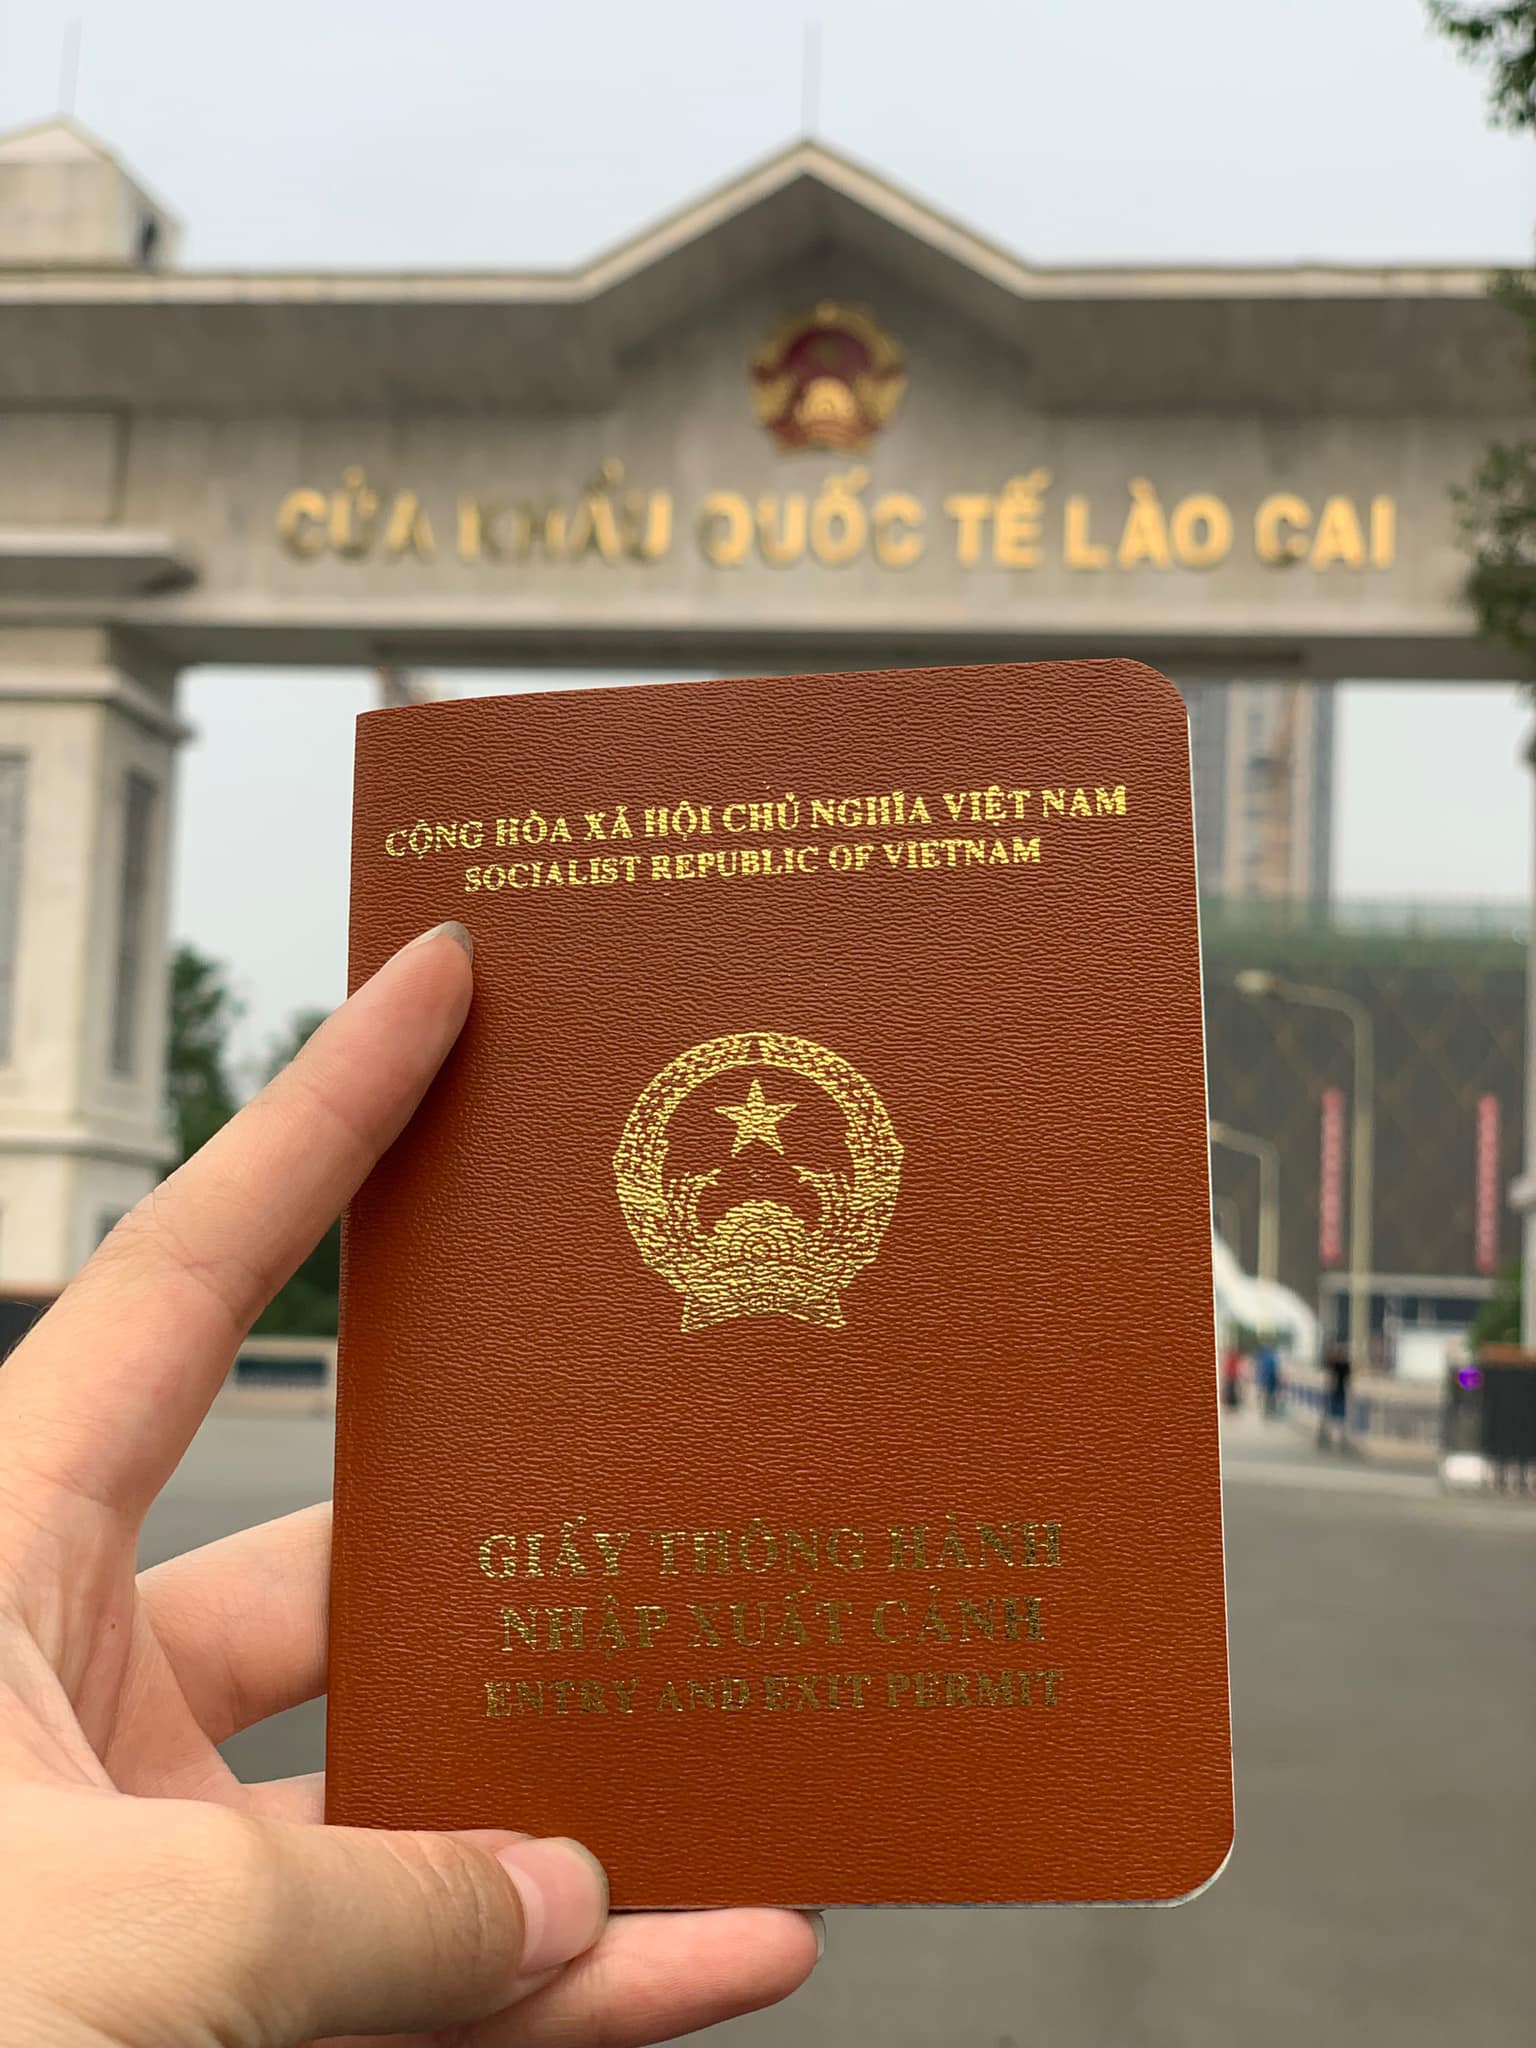 CỬA KHẨU QUỐC TẾ LÀO CAI
CỘNG HÒA XÃ HỘI CHỦ NGHĨA VIỆT NAM
SOCIALIST REPUBLIC OF VIETNAM
GIẤY THÔNG HÀNH
NHẬP XUẤT CẢNH
ENTRY AND EXIT PERMIT